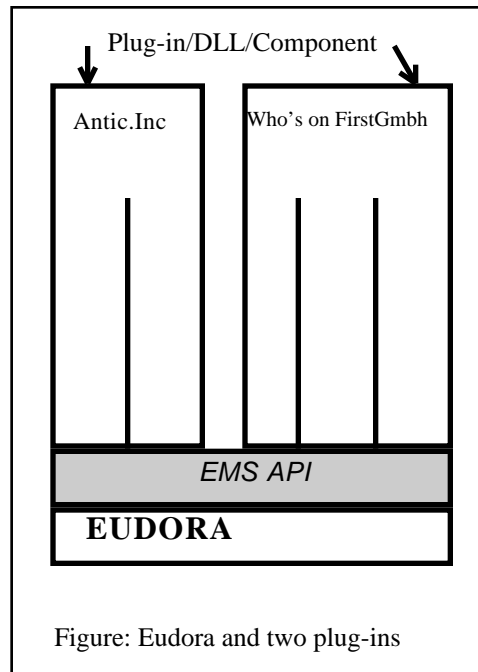 Plug-in/DLL/Component
Antic.Inc
Who's on FirstGmbh
EMS API
EUDORA
Figure: Eudora and two plug-ins